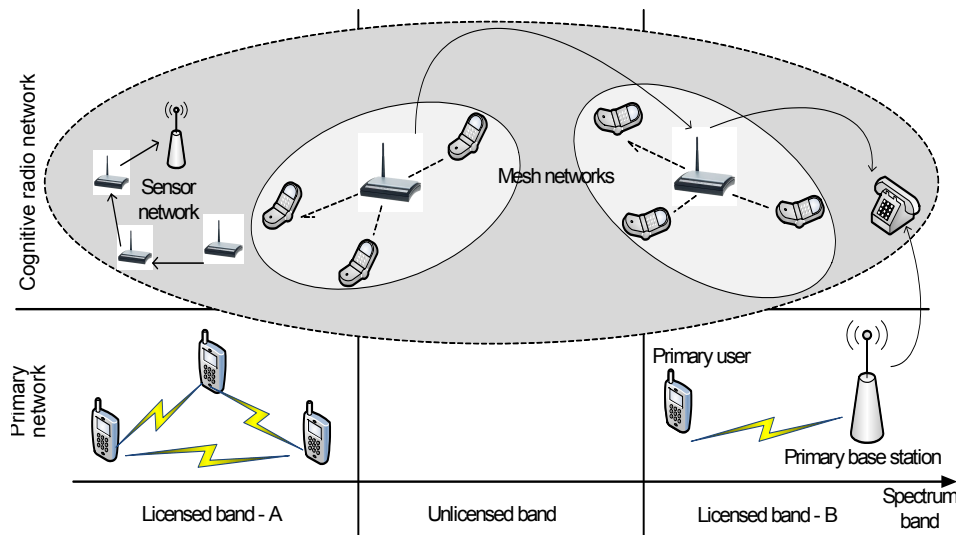 Cognitive radio network
Sensor
network
Mesh networks
Primary
network
Primary user
Primary base station
Licensed band - A
Unlicensed band
Licensed band - B
Spectrum
band